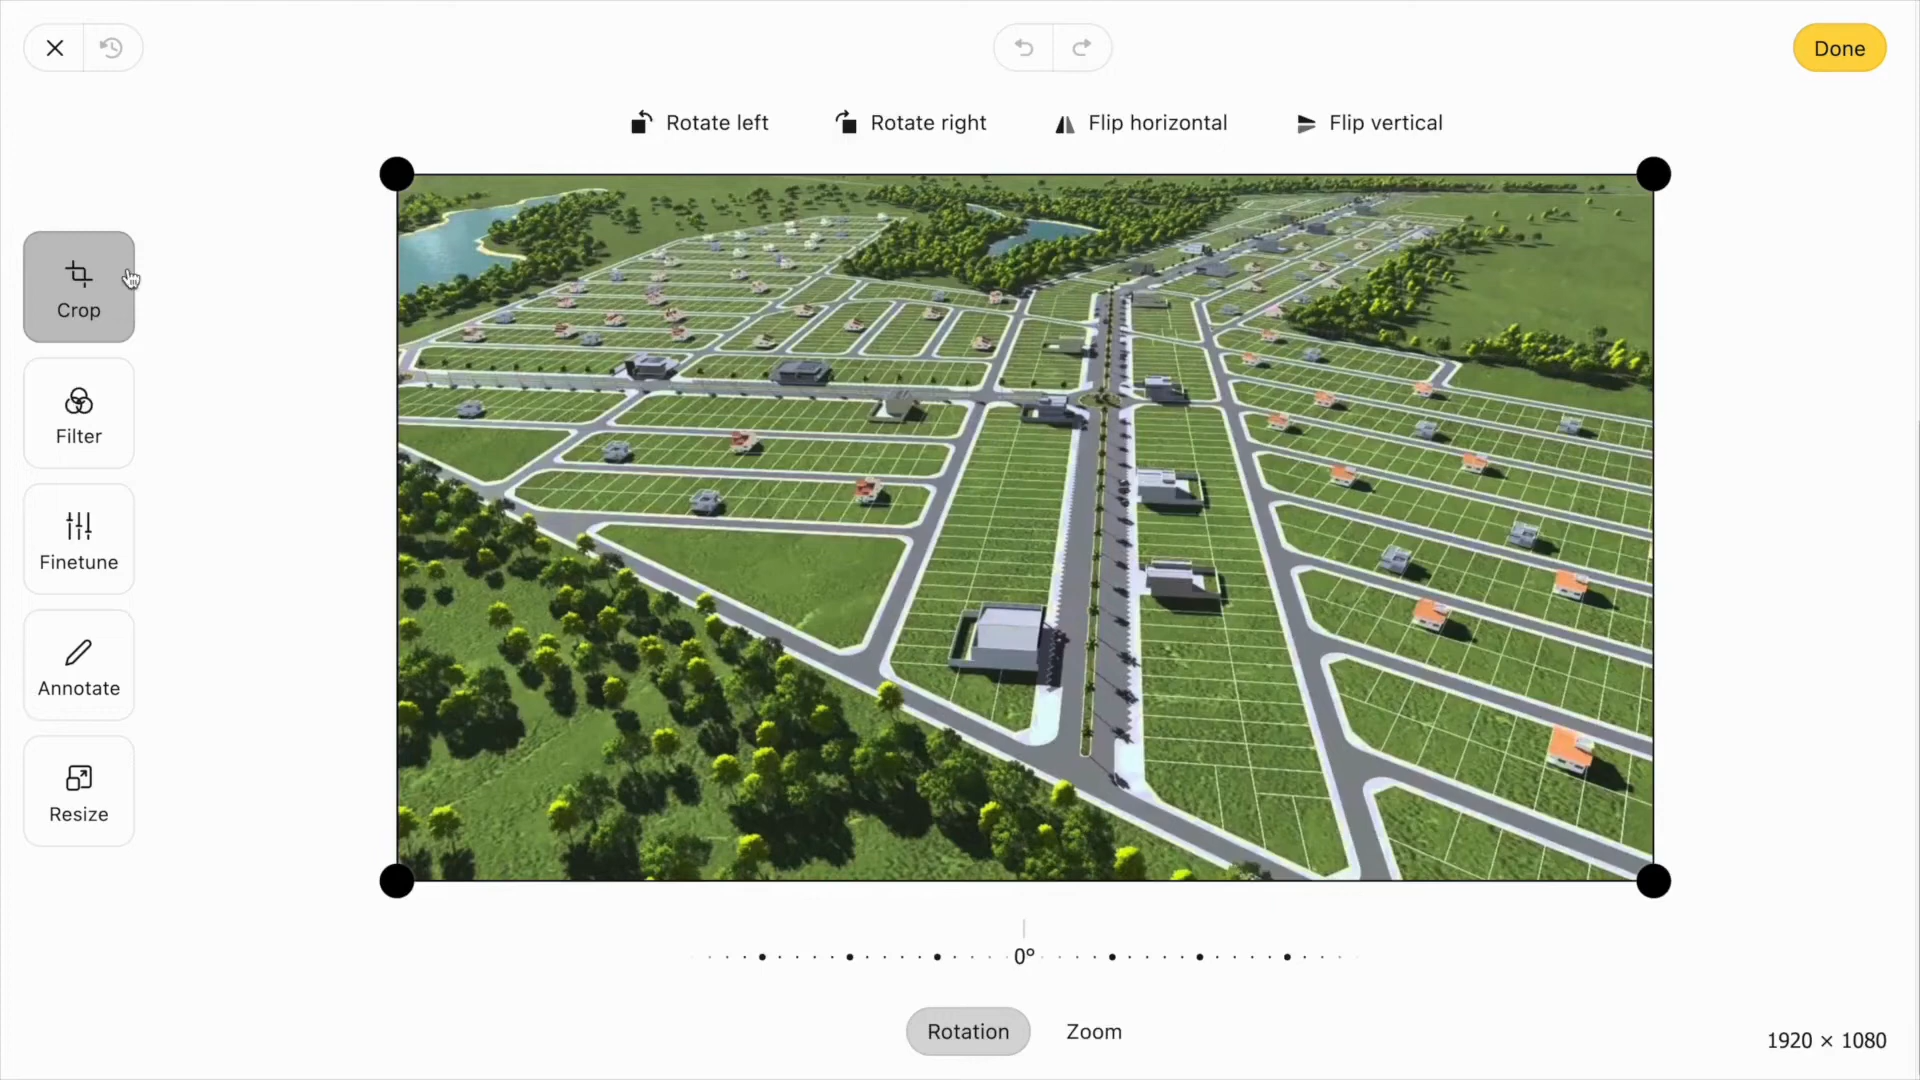 Done
Rotate left
Rotate right
Flip horizontal
Flip vertical
Crop
Filter
Finetune
Annotate
Resize
0°
Rotation
Zoom
1920 × 1080